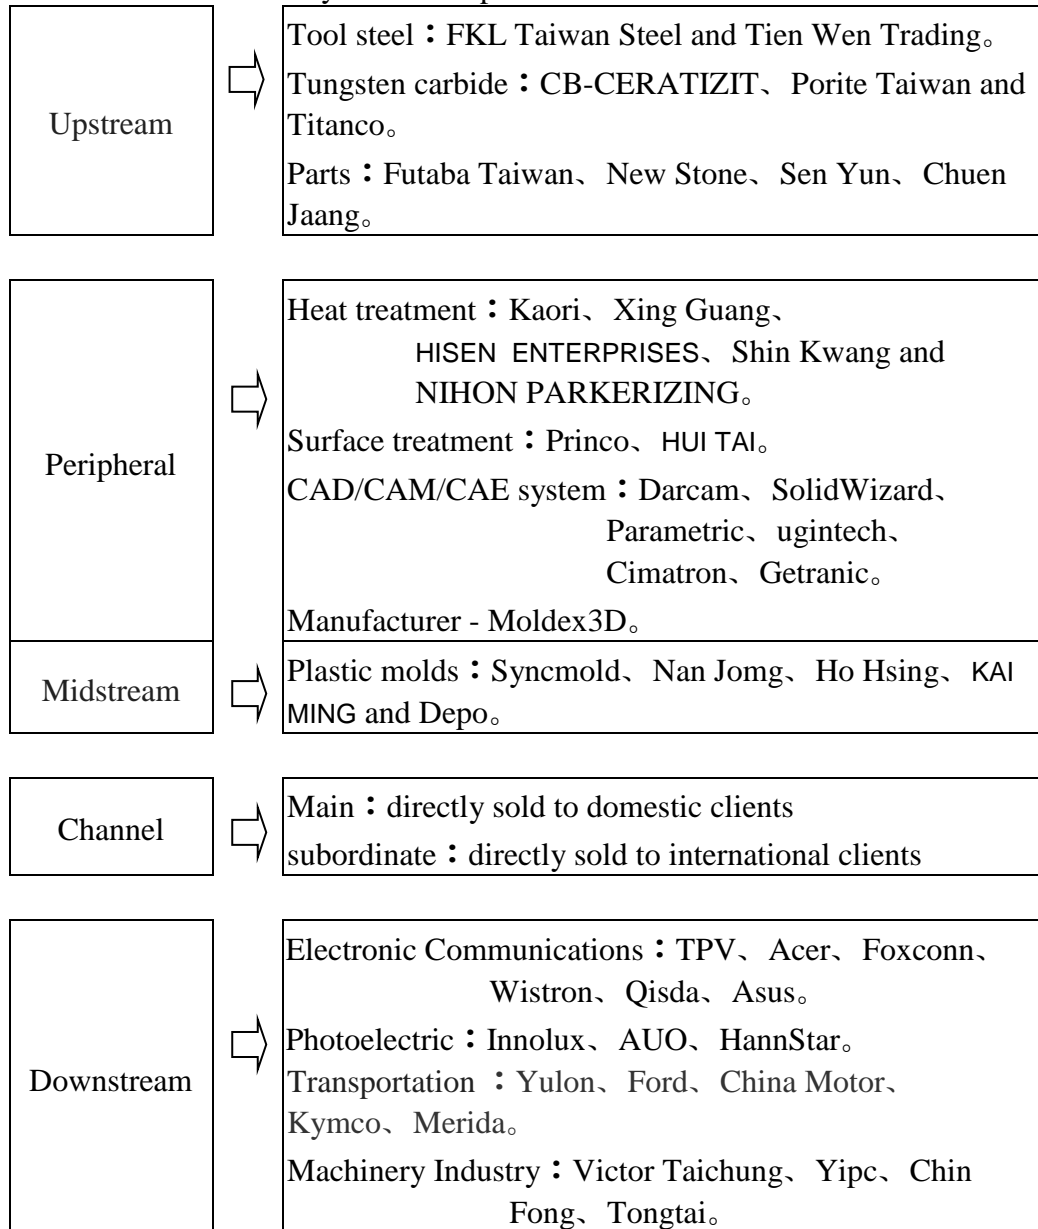 Upstream
Tool steel：FKL Taiwan Steel and Tien Wen Trading。
Tungsten carbide：CB-CERATIZIT、Porite Taiwan and
Titanco。
Parts：Futaba Taiwan、New Stone、Sen Yun、Chuen
Jaang。
Peripheral
Heat treatment：Kaori、Xing Guang、
HISEN ENTERPRISES、Shin Kwang and
NIHON PARKERIZING。
Surface treatment：Princo、HUI TAI。
CAD/CAM/CAE system：Darcam、SolidWizard、
Parametric、ugintech、
Cimatron、Getranic。
Manufacturer - Moldex3D。
Midstream
Plastic molds：Syncmold、Nan Jomg、Ho Hsing、KAI
MING and Depo。
Channel
Main：directly sold to domestic clients
subordinate：directly sold to international clients
Downstream
Electronic Communications：TPV、Acer、Foxconn、
Wistron、Qisda、Asus。
Photoelectric：Innolux、AUO、HannStar。
Transportation ：Yulon、Ford、China Motor、
Kymco、Merida。
Machinery Industry：Victor Taichung、Yipc、Chin
Fong、Tongtai。